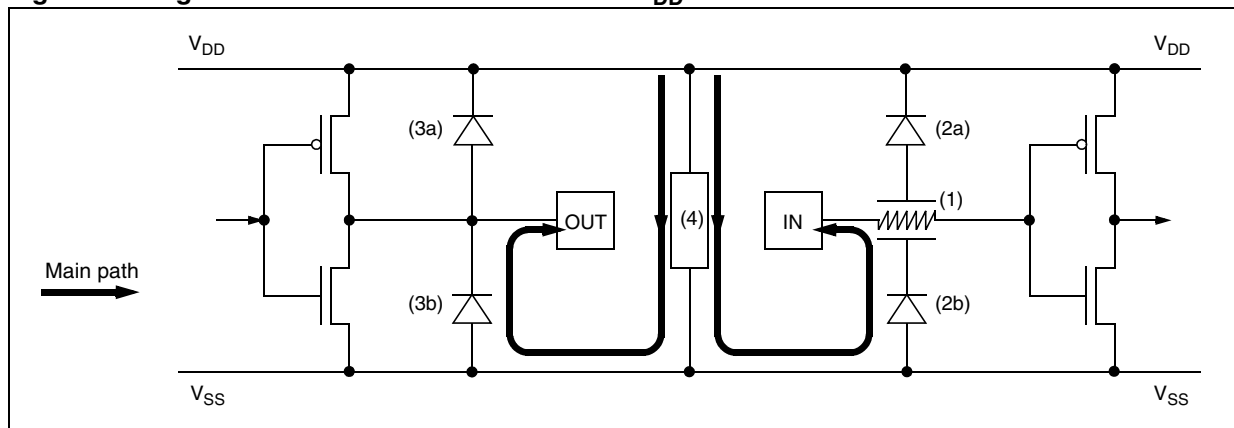 V_DD V_DD
(3a) (2a)
(1)
OUT (4) IN
Main path
(3b) (2b)
V_SS V_SS